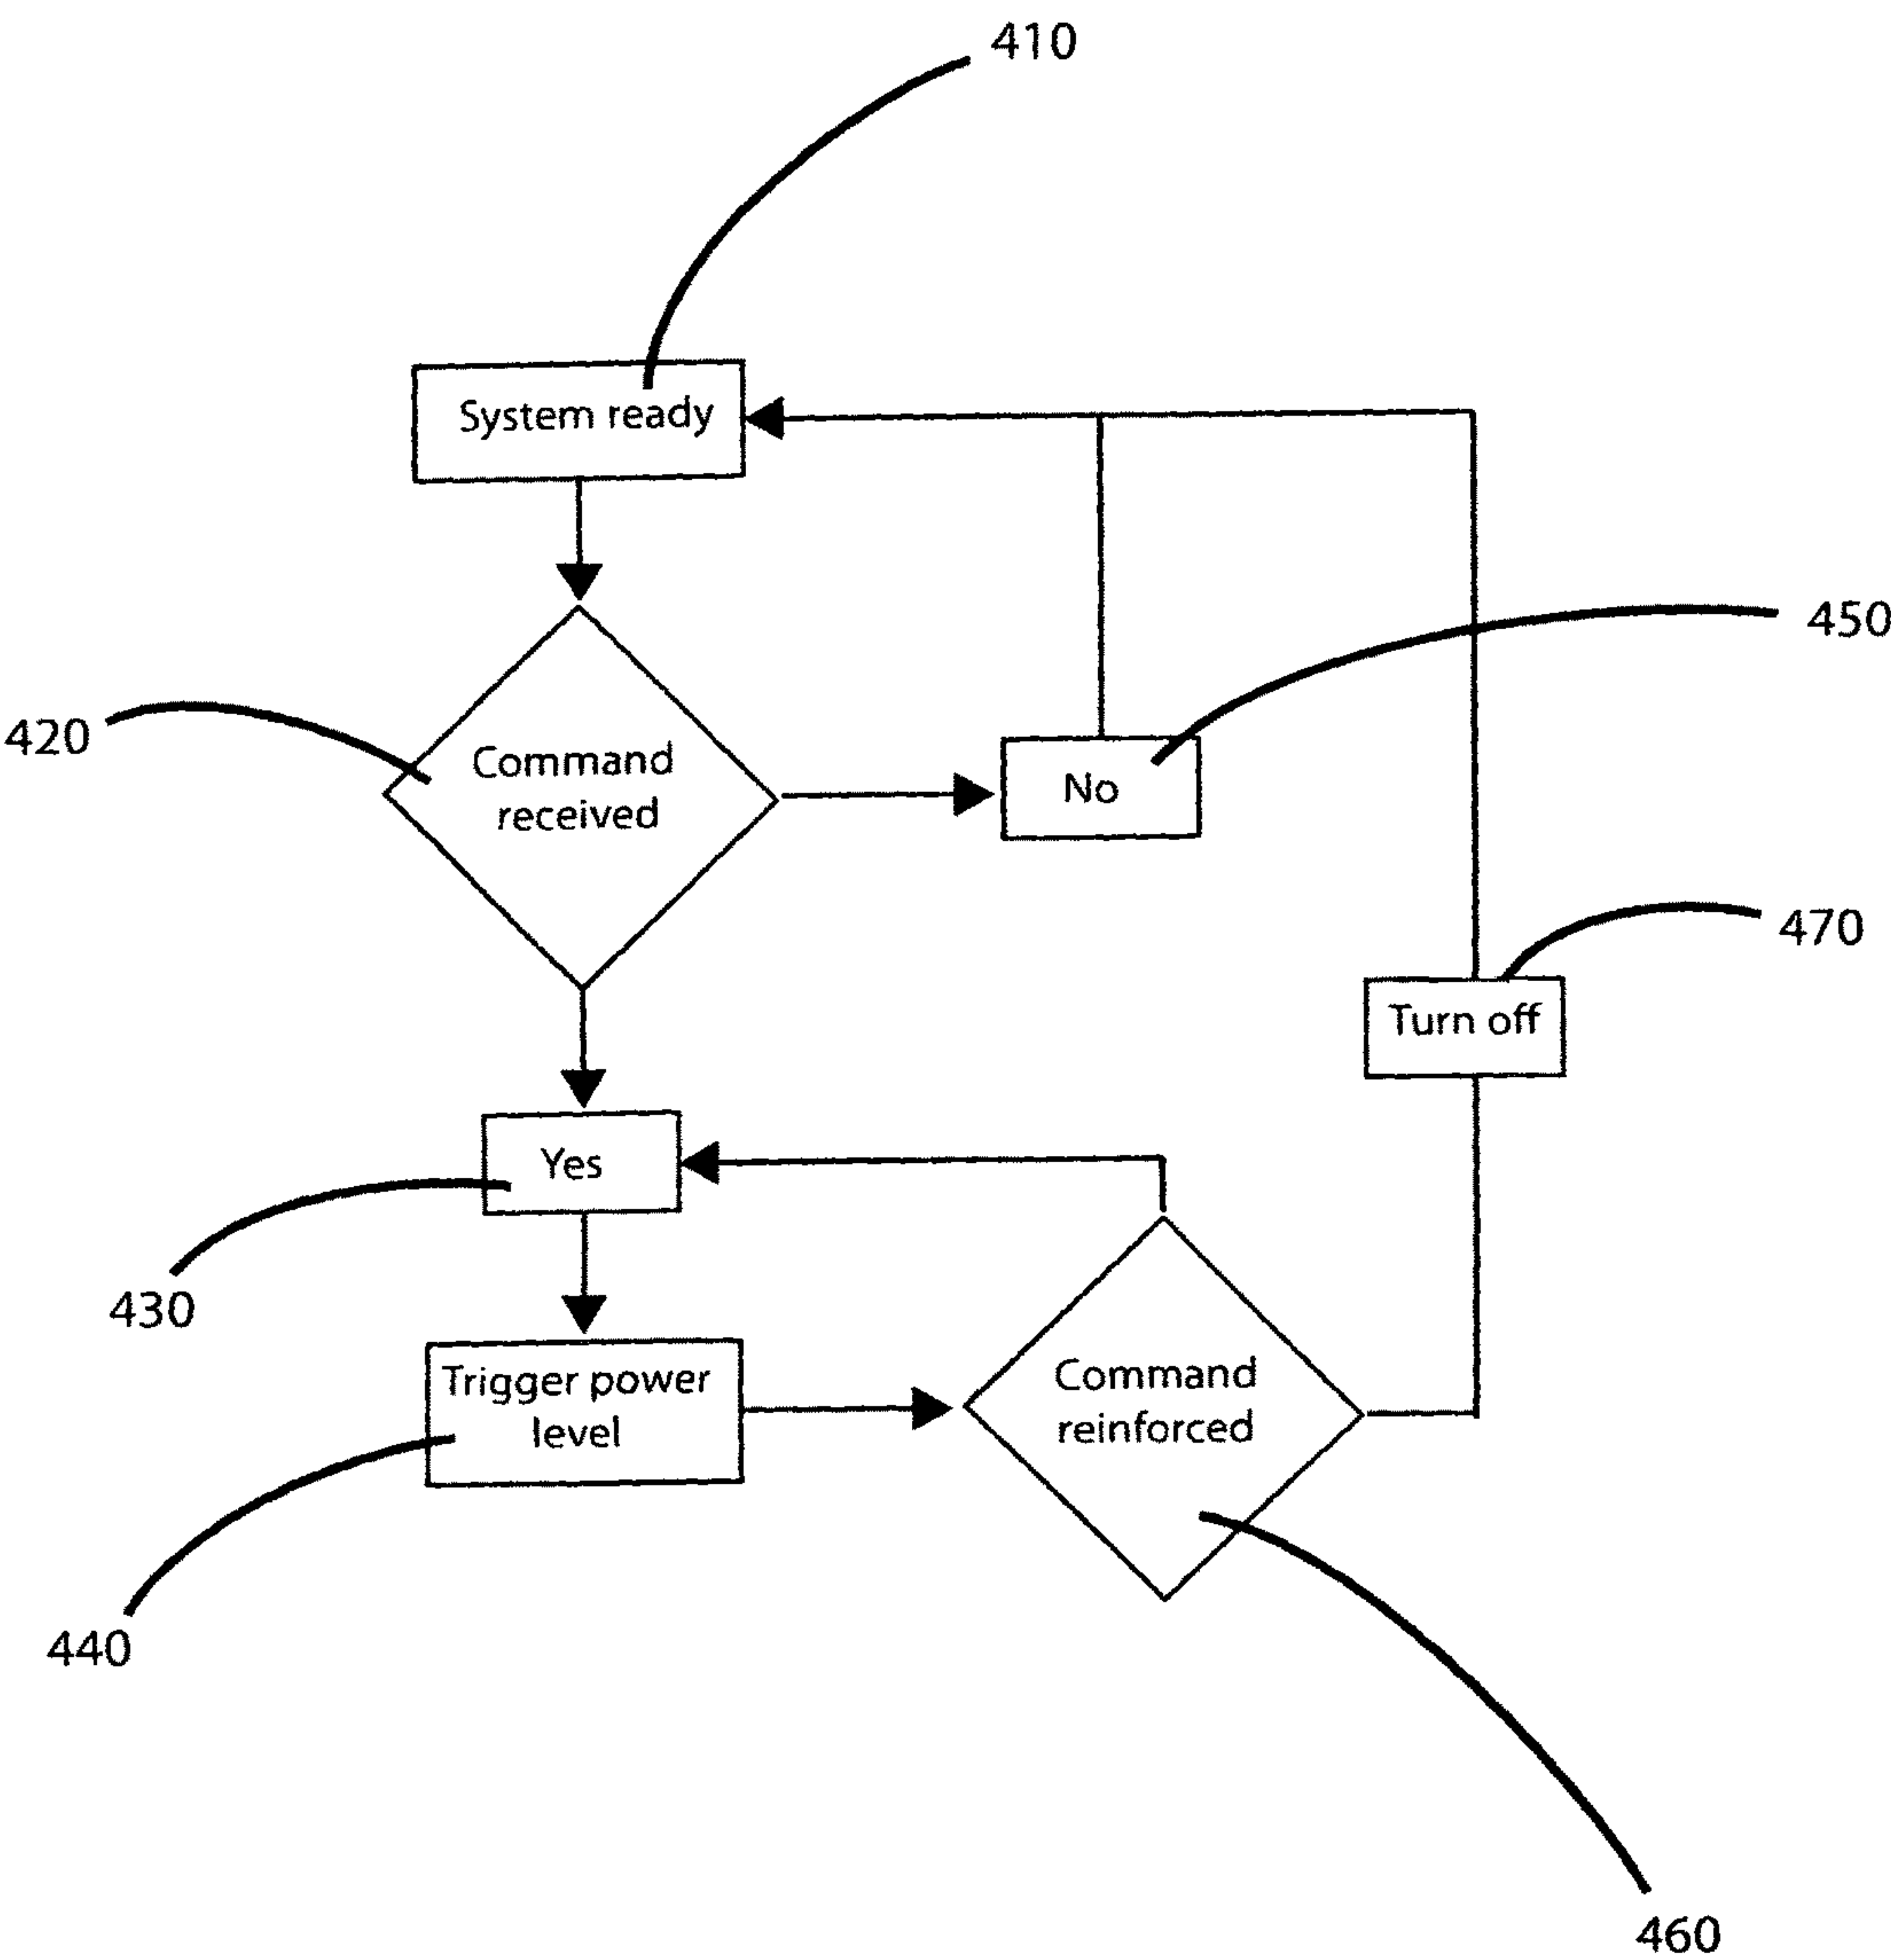 410
System ready
450
420
Command
received
No
470
Turn off
Yes
430
Trigger power
level
Command
reinforced
440
460